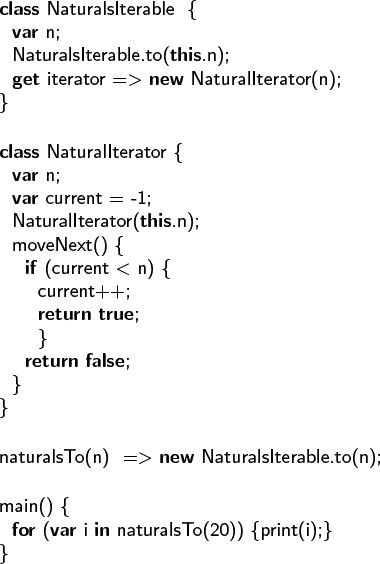 class NaturalsIterable {
var n;
NaturalsIterable.to(this.n);
get iterator => new NaturalIterator(n);
}
class NaturalIterator {
var n;
var current = -1;
NaturalIterator(this.n);
moveNext() {
if (current < n) {
current++;
return true;
}
return false;
}
}
naturalsTo(n) => new NaturalsIterable.to(n);
main() {
for (var i in naturalsTo(20)) {print(i);}
}